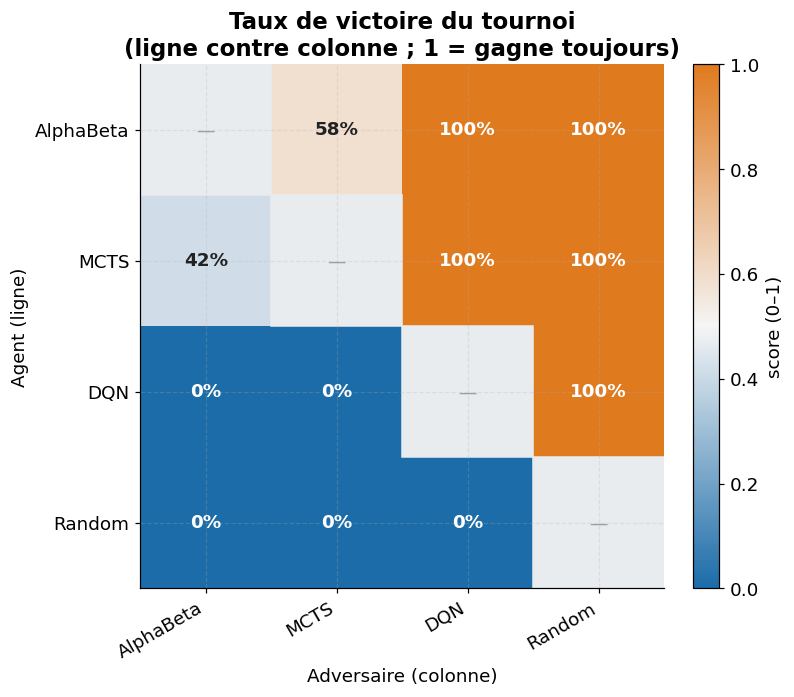 Taux de victoire du tournoi
(ligne contre colonne ; 1 = gagne toujours)
AlphaBeta
—
58%
100%
100%
MCTS
42%
—
100%
100%
DQN
0%
0%
—
100%
Random
0%
0%
0%
—
AlphaBeta
MCTS
DQN
Random
Adversaire (colonne)
Agent (ligne)
1.0
0.8
0.6
0.4
0.2
0.0
score (0–1)